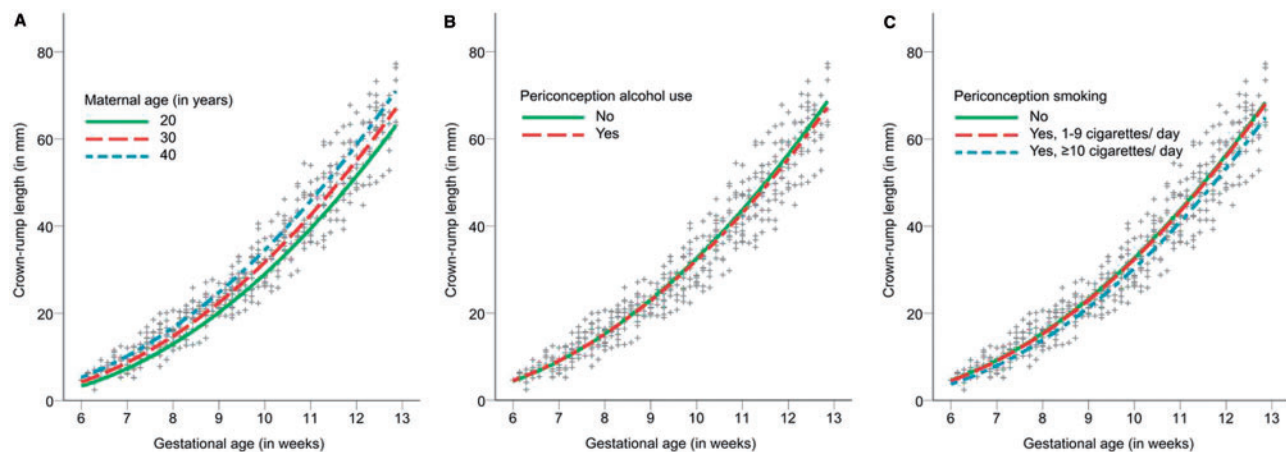 A
80
60
40
20
0
Crown-rump length (in mm)
Maternal age (in years)
20
30
40
6 7 8 9 10 11 12 13
Gestational age (in weeks)
B
80
60
40
20
0
Crown-rump length (in mm)
Periconception alcohol use
No
Yes
6 7 8 9 10 11 12 13
Gestational age (in weeks)
C
80
60
40
20
0
Crown-rump length (in mm)
Periconception smoking
No
Yes, 1-9 cigarettes/ day
Yes, ≥10 cigarettes/ day
6 7 8 9 10 11 12 13
Gestational age (in weeks)